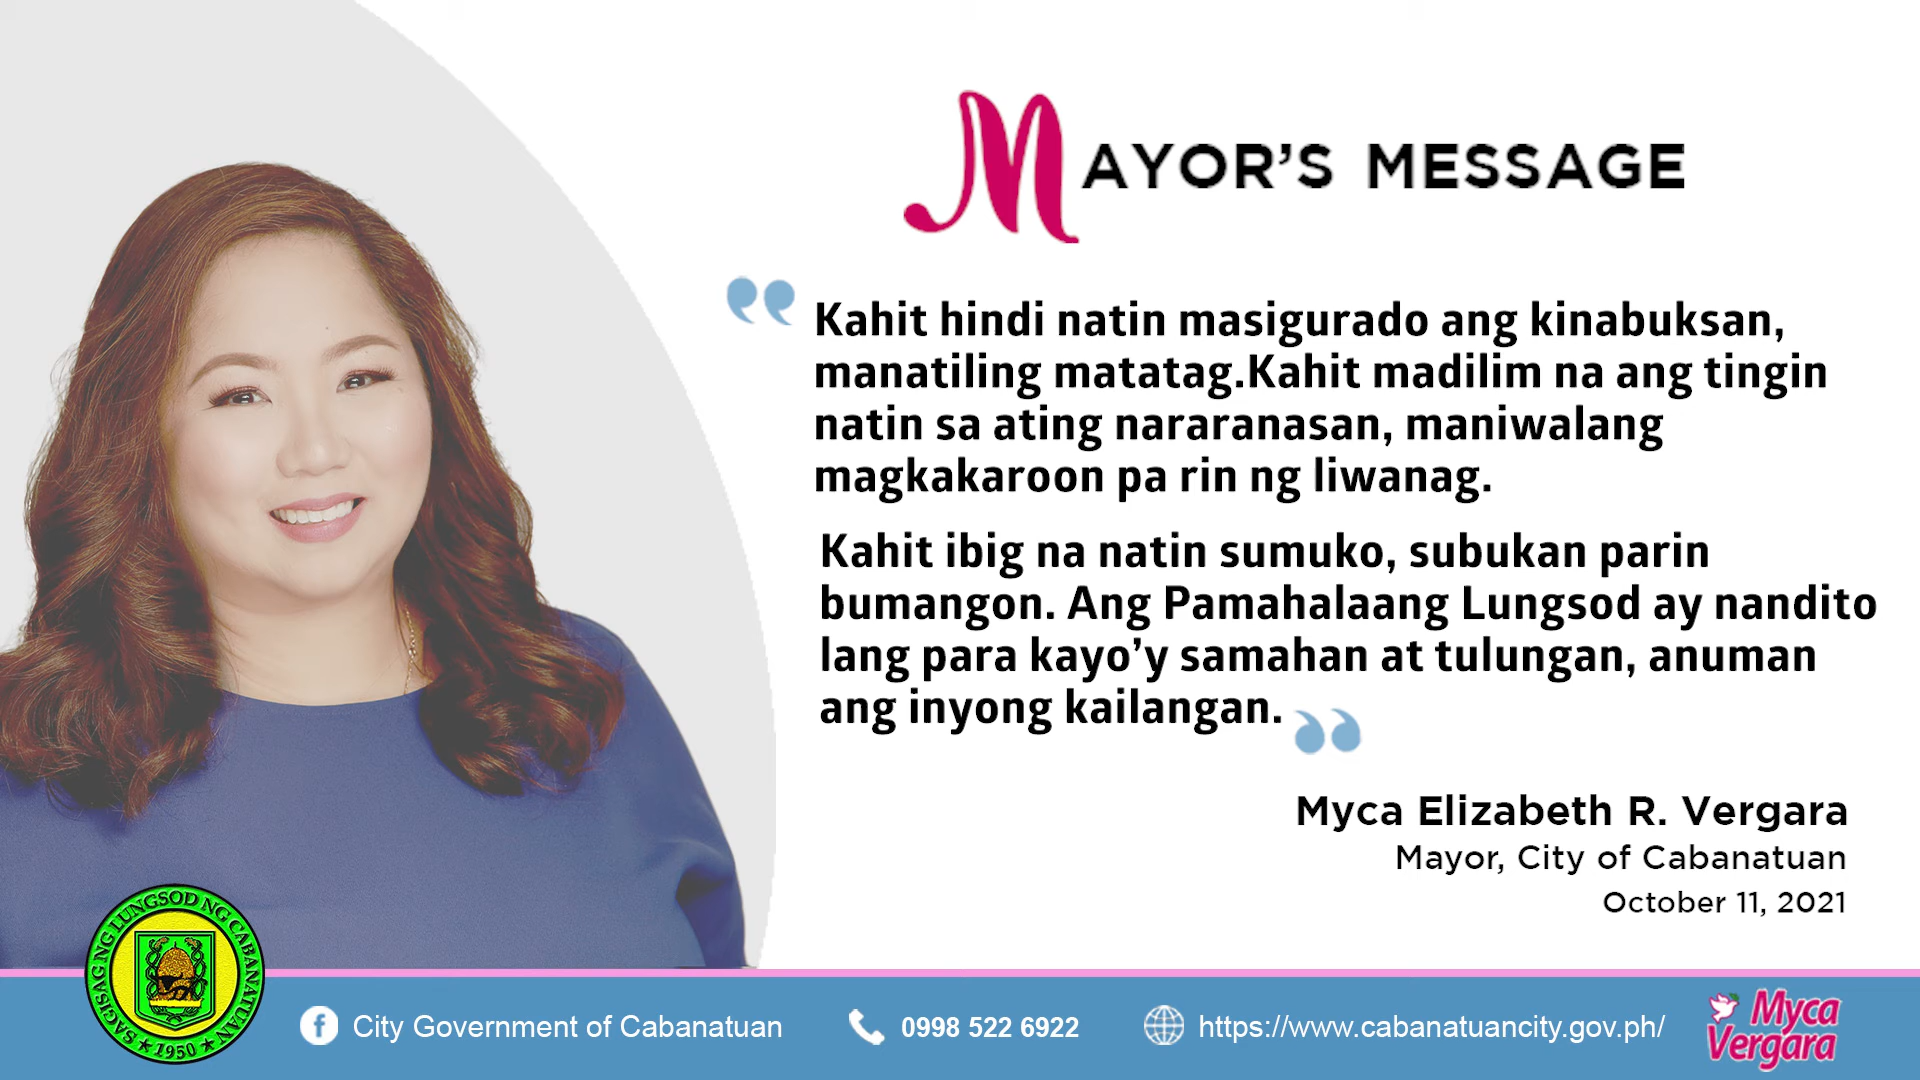 MAYOR'S MESSAGE
Kahit hindi natin masigurado ang kinabuksan,
manatiling matatag.Kahit madilim na ang tingin
natin sa ating nararanasan, maniwalang
magkakaroon pa rin ng liwanag.
Kahit ibig na natin sumuko, subukan parin
bumangon. Ang Pamahalaang Lungsod ay nandito
lang para kayo’y samahan at tulungan, anuman
ang inyong kailangan.
Myca Elizabeth R. Vergara
Mayor, City of Cabanatuan
October 11, 2021
SAGISAG NG LUNGSOD NG CABANATUAN
1950
City Government of Cabanatuan
0998 522 6922
https://www.cabanatuancity.gov.ph/
Myca
Vergara